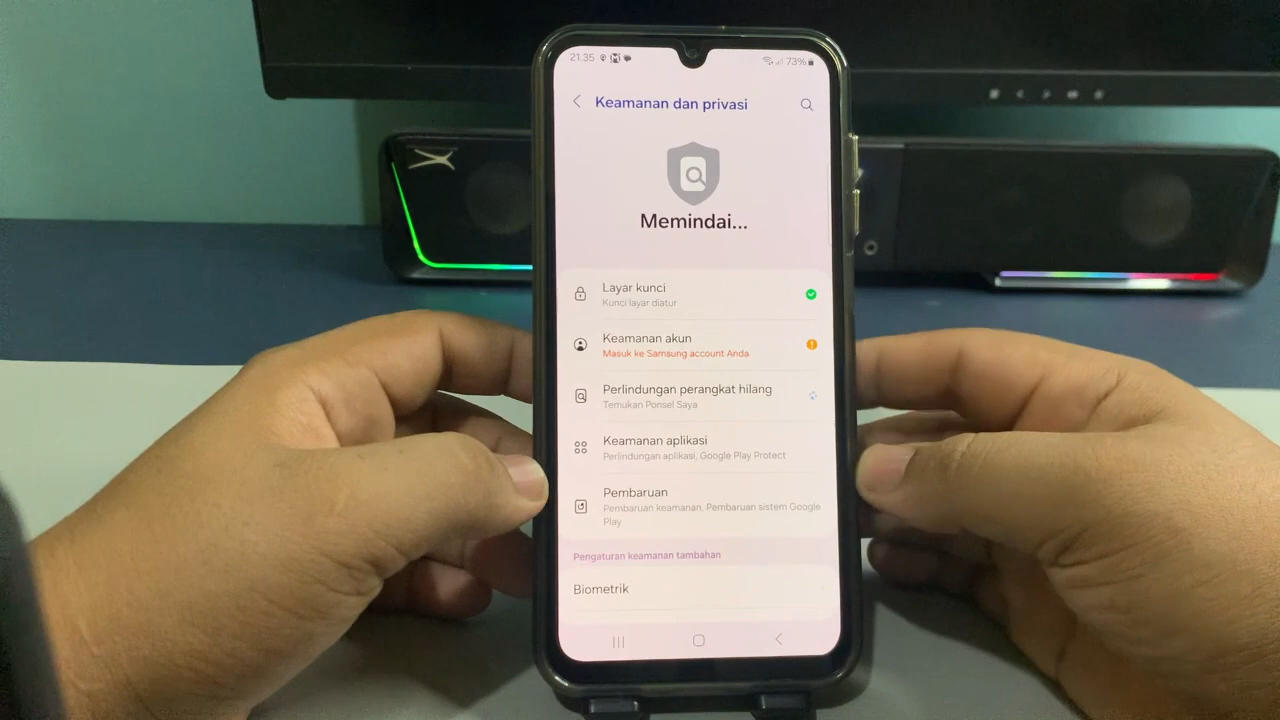 21.35
73%
Keamanan dan privasi
Memindai...
Layar kunci
Kunci layar diatur
Keamanan akun
Masuk ke Samsung account Anda
Perlindungan perangkat hilang
Temukan Ponsel Saya
Keamanan aplikasi
Perlindungan aplikasi, Google Play Protect
Pembaruan
Pembaruan keamanan, Pembaruan sistem Google
Play
Pengaturan keamanan tambahan
Biometrik